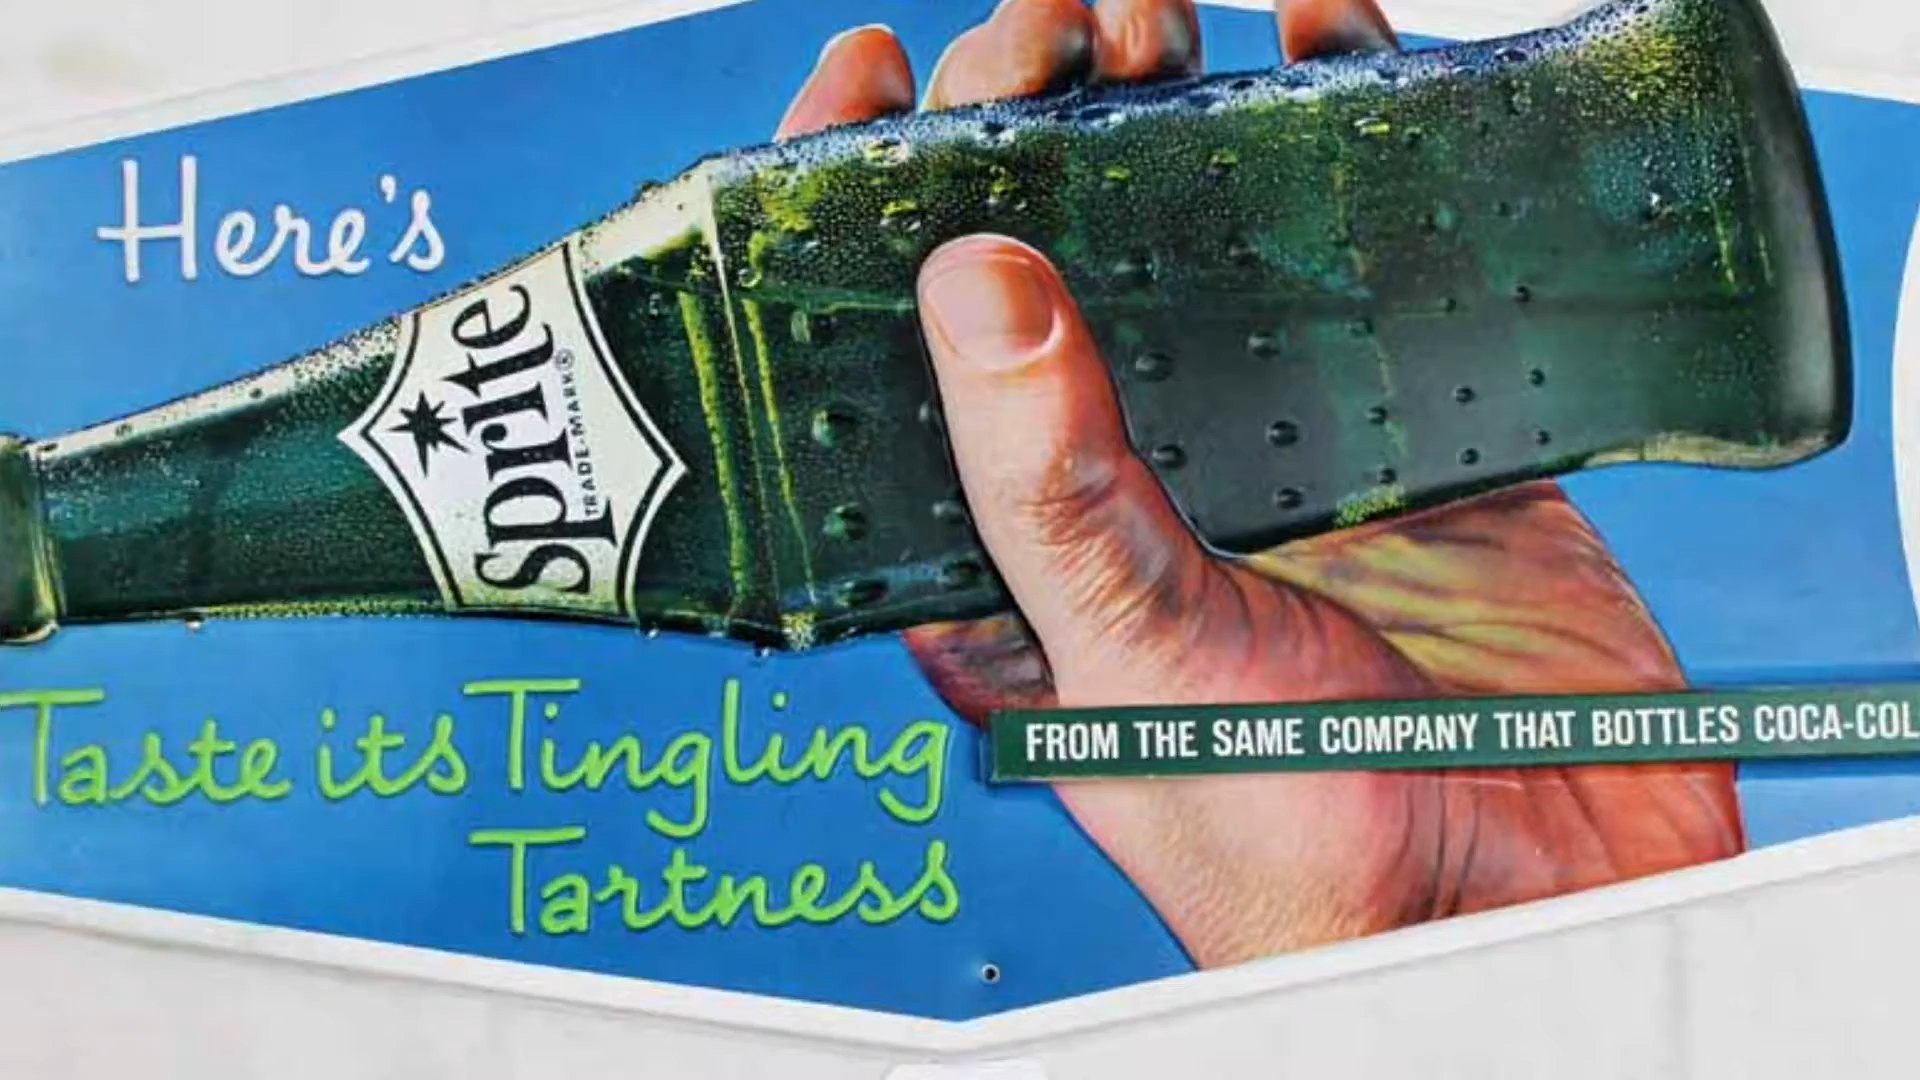 Here's
Sprite
TRADE-MARK®
Taste its Tingling
Tartness
FROM THE SAME COMPANY THAT BOTTLES COCA-COL